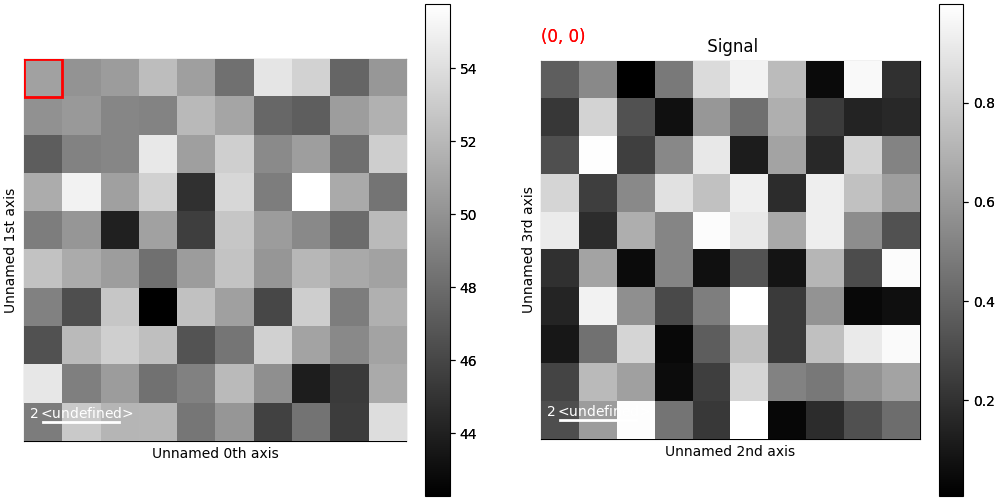 (0, 0)
Signal
54
52
50
48
46
44
0.8
0.6
0.4
0.2
Unnamed 1st axis
Unnamed 3rd axis
2 <undefined>
2 <undefin
Unnamed 0th axis
Unnamed 2nd axis